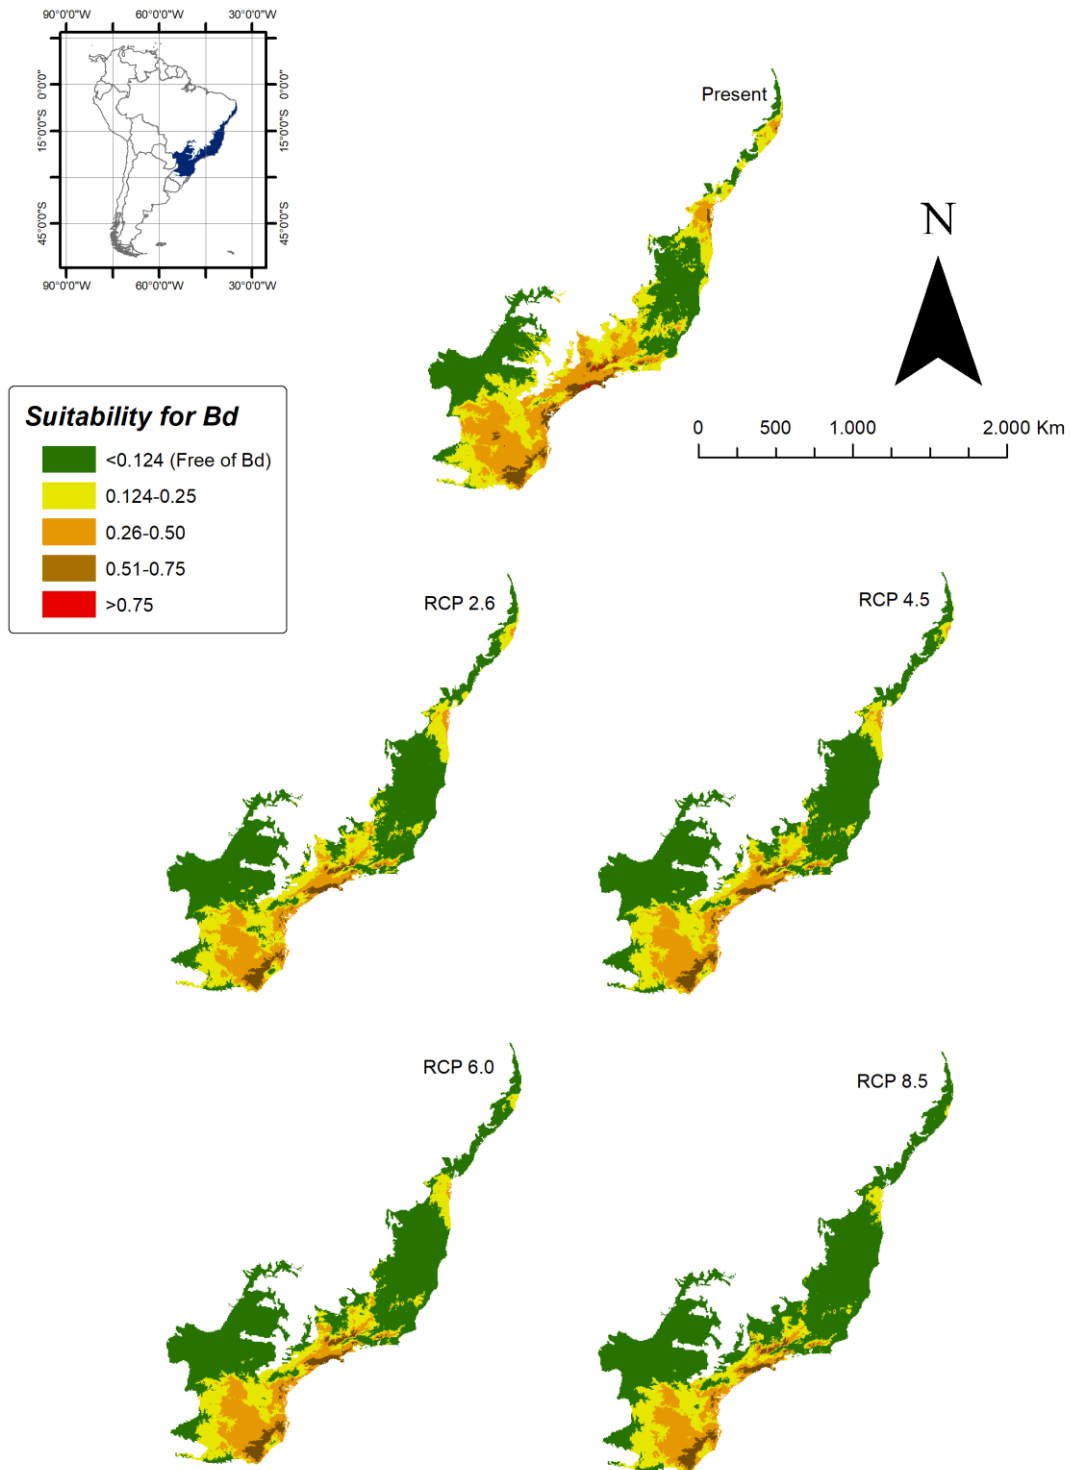 90°0'0"W 60°0'0"W 30°0'0"W
0°0'0" 0°0'0"
15°0'0"S 15°0'0"S
45°0'0"S 45°0'0"S
90°0'0"W 60°0'0"W 30°0'0"W
Present
N
0 500 1.000 2.000 Km
Suitability for Bd
<0.124 (Free of Bd)
0.124-0.25
0.26-0.50
0.51-0.75
>0.75
RCP 2.6
RCP 4.5
RCP 6.0
RCP 8.5